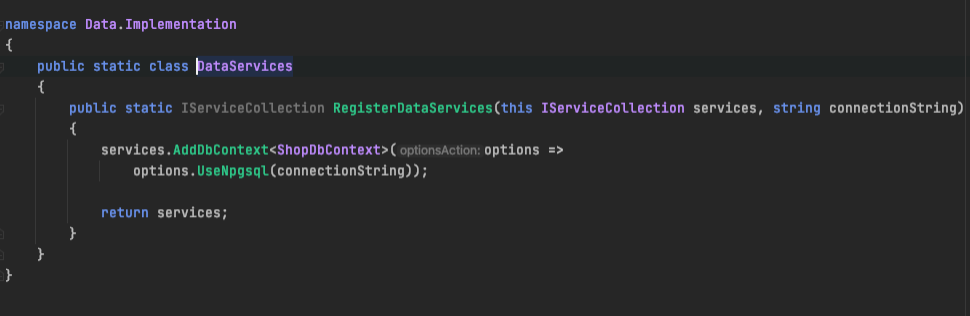 namespace Data.Implementation
{
    public static class DataServices
    {
        public static IServiceCollection RegisterDataServices(this IServiceCollection services, string connectionString)
        {
            services.AddDbContext<ShopDbContext>( optionsAction: options =>
                options.UseNpgsql(connectionString));

            return services;
        }
    }
}